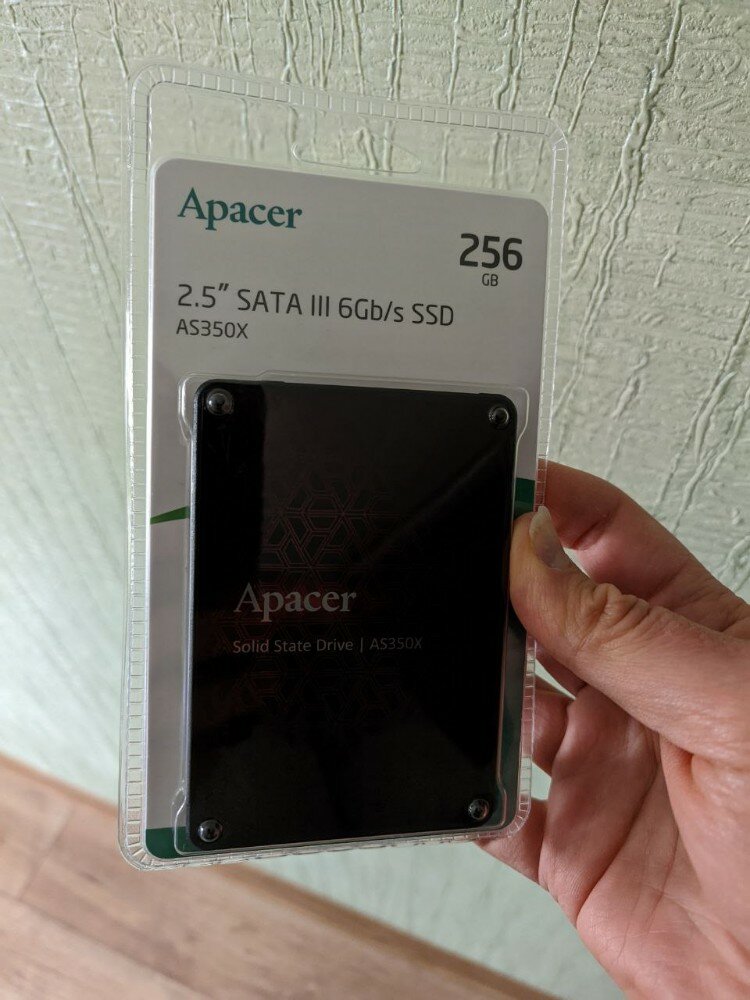 Apacer
256
GB
2.5” SATA III 6Gb/s SSD
AS350X
Apacer
Solid State Drive | AS350X